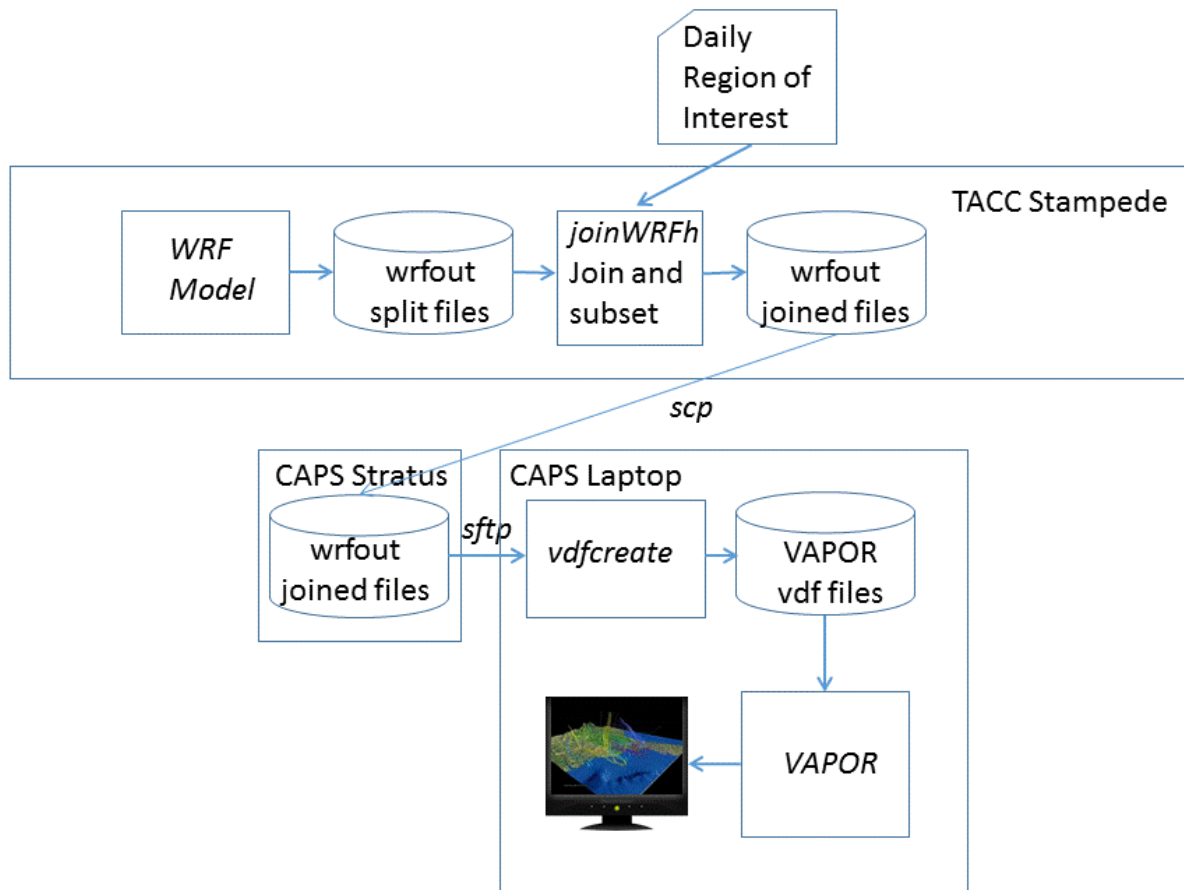 Daily
Region of
Interest
TACC Stampede
WRF
Model
wrfout
split files
joinWRFh
Join and
subset
wrfout
joined files
scp
CAPS Stratus
wrfout
joined files
sftp
CAPS Laptop
vdfcreate
VAPOR
vdf files
VAPOR